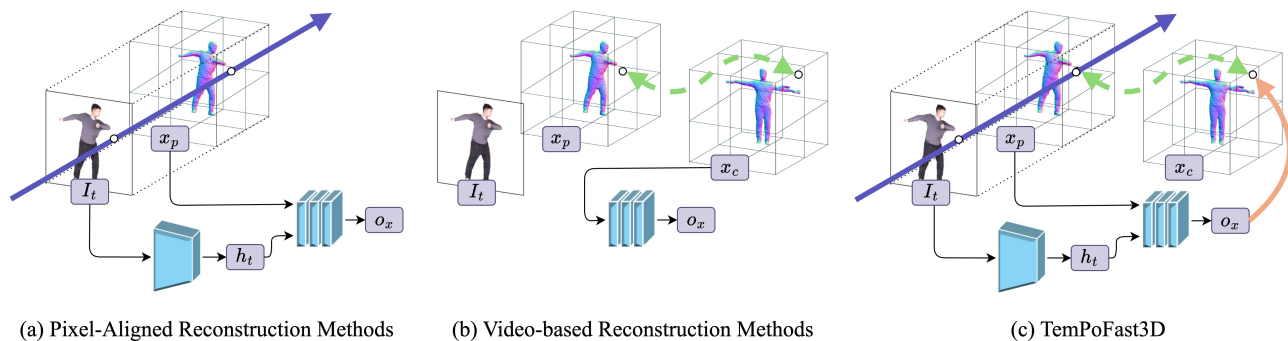 x_p
I_t
h_t
o_x
(a) Pixel-Aligned Reconstruction Methods
x_p
I_t
x_c
o_x
(b) Video-based Reconstruction Methods
x_p
x_c
I_t
h_t
o_x
(c) TemPoFast3D